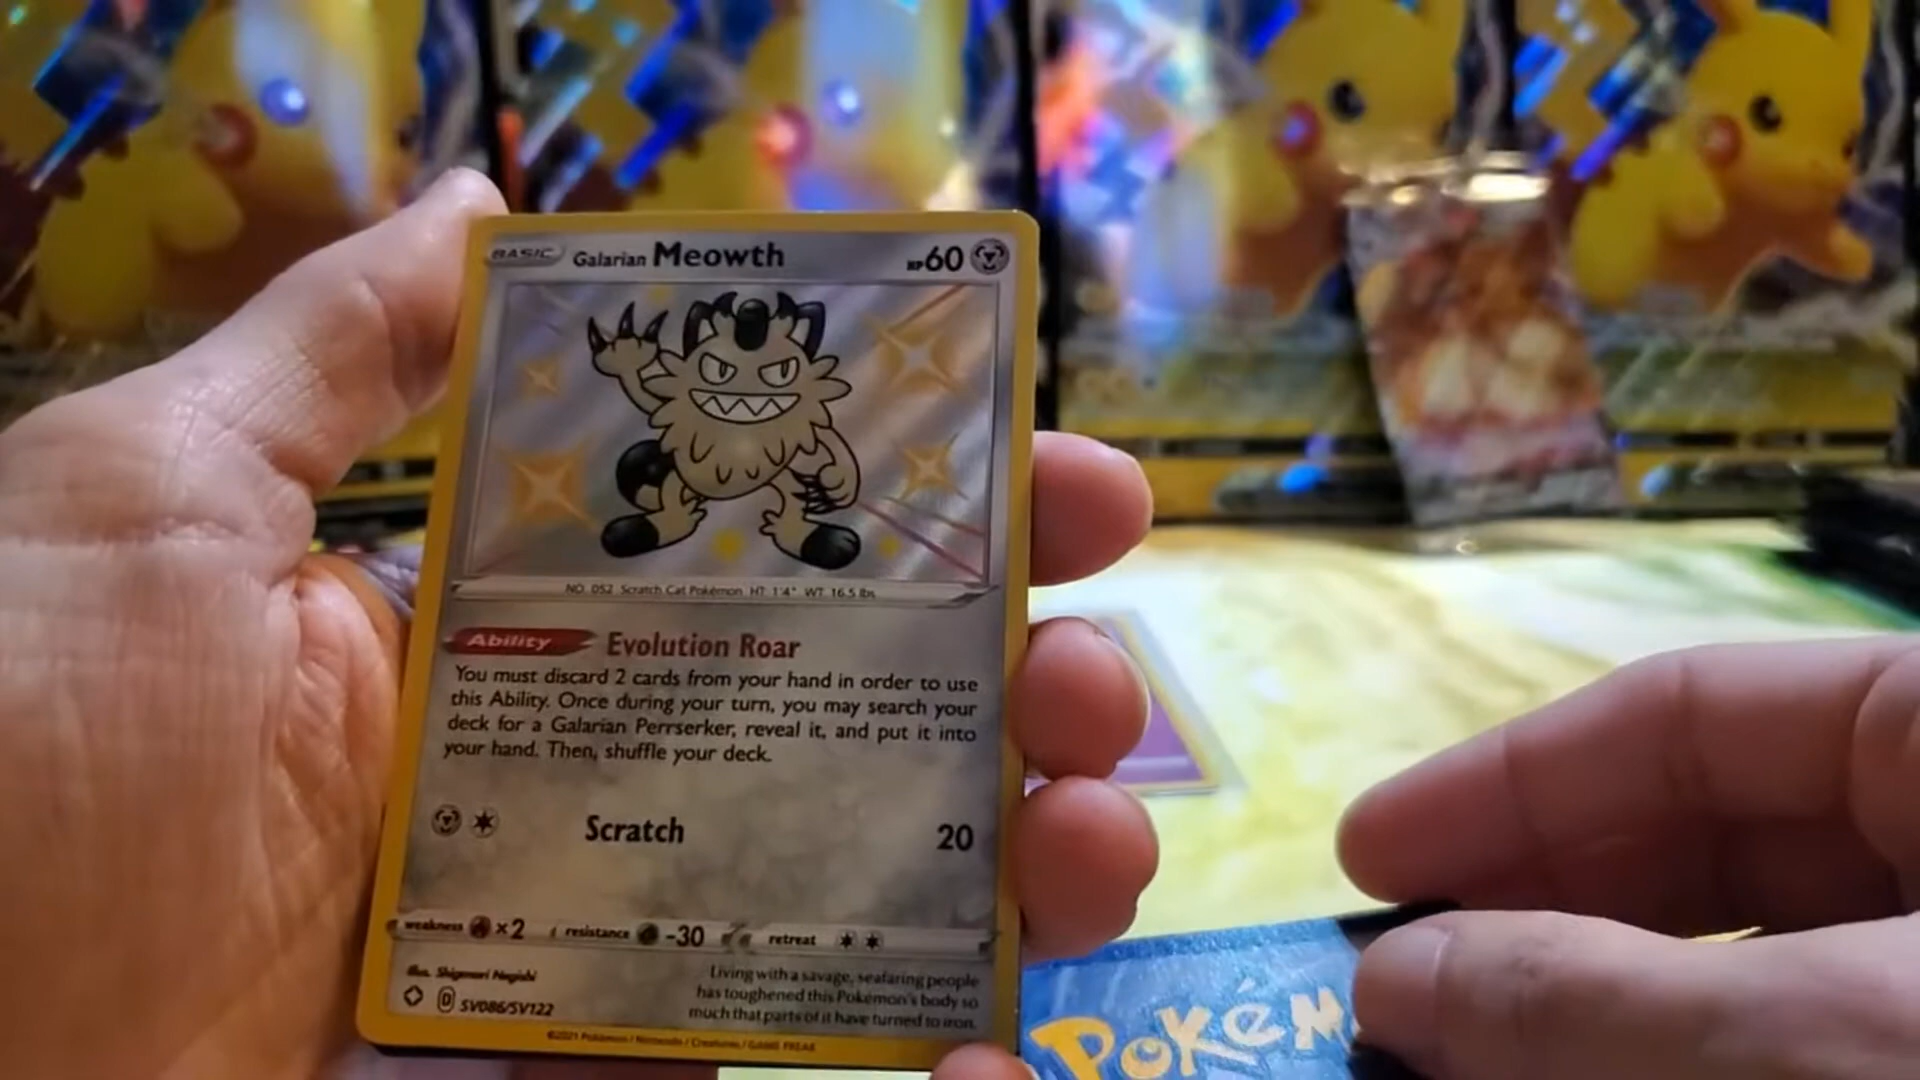 BASIC Galarian Meowth HP60
NO. 052 Scratch Cat Pokémon HT 1'4" WT 16.5 lbs.
Ability Evolution Roar
You must discard 2 cards from your hand in order to use
this Ability. Once during your turn, you may search your
deck for a Galarian Perrserker, reveal it, and put it into
your hand. Then, shuffle your deck.
Scratch 20
weakness ×2 resistance -30 retreat
Illus. Shigenori Negishi
Living with a savage, seafaring people
has toughened this Pokémon's body so
much that parts of it have turned to iron.
D SV086/SV122
©2021 Pokémon / Nintendo / Creatures / GAME FREAK
POKéM